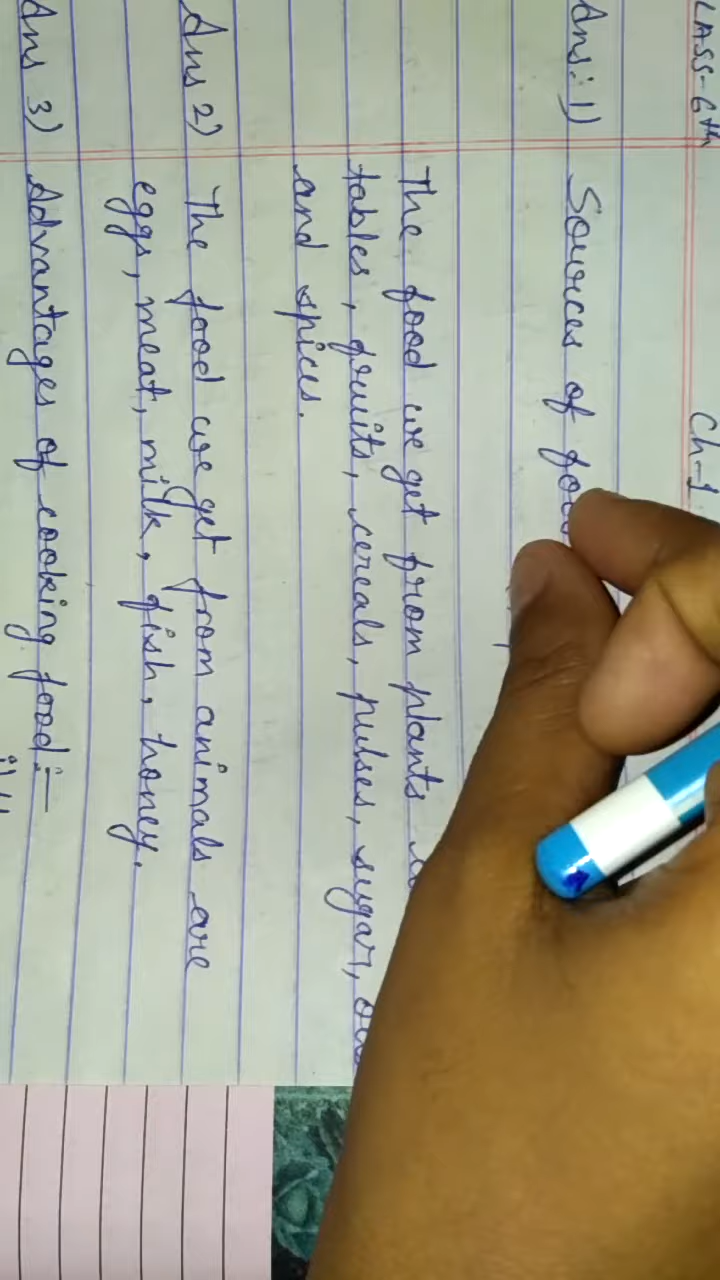 CLASS-6th Ch-1
Ans:1) Sources of
The food we get from plants
tables, fruits, cereals, pulses, sugar,
and spices.
Ans 2) The food we get from animals are
eggs, meat, milk, fish, honey.
Ans 3) Advantages of cooking food:-